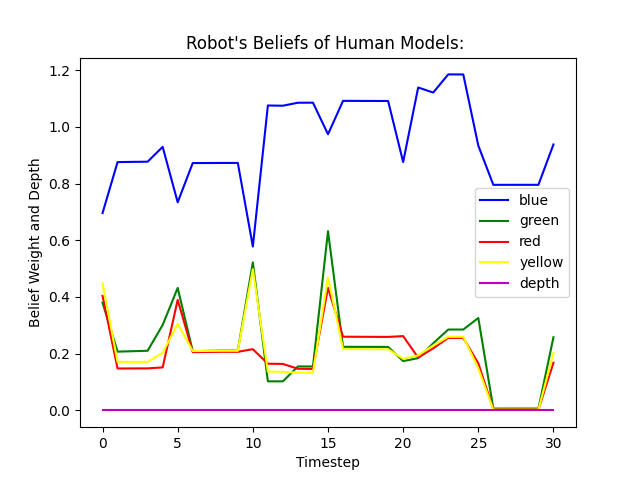 Robot's Beliefs of Human Models:
Belief Weight and Depth
1.2
1.0
0.8
0.6
0.4
0.2
0.0
blue
green
red
yellow
depth
0 5 10 15 20 25 30
Timestep